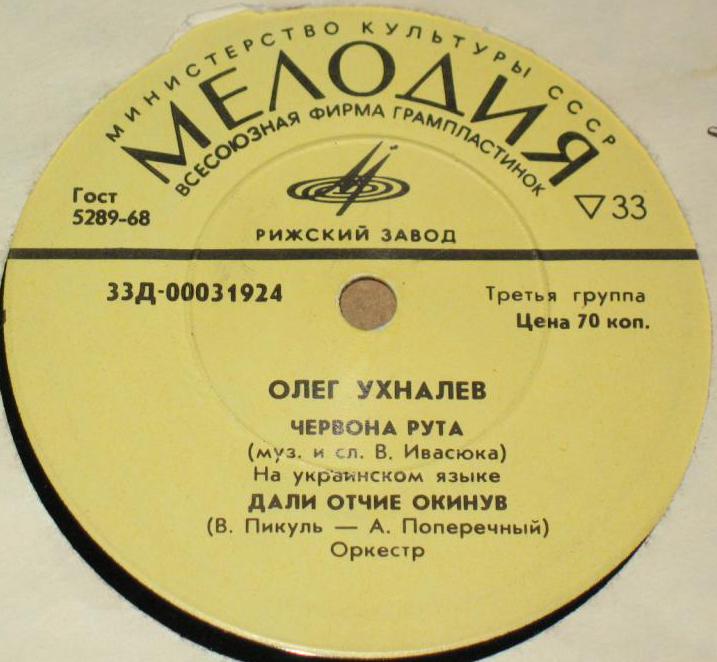 МИНИСТЕРСТВО КУЛЬТУРЫ СССР
МЕЛОДИЯ
ВСЕСОЮЗНАЯ ФИРМА ГРАМПЛАСТИНОК
Гост
5289-68
▽33
РИЖСКИЙ ЗАВОД
33Д-00031924
Третья группа
Цена 70 коп.
ОЛЕГ УХНАЛЕВ
ЧЕРВОНА РУТА
(муз. и сл. В. Ивасюка)
На украинском языке
ДАЛИ ОТЧИЕ ОКИНУВ
(В. Пикуль — А. Поперечный)
Оркестр